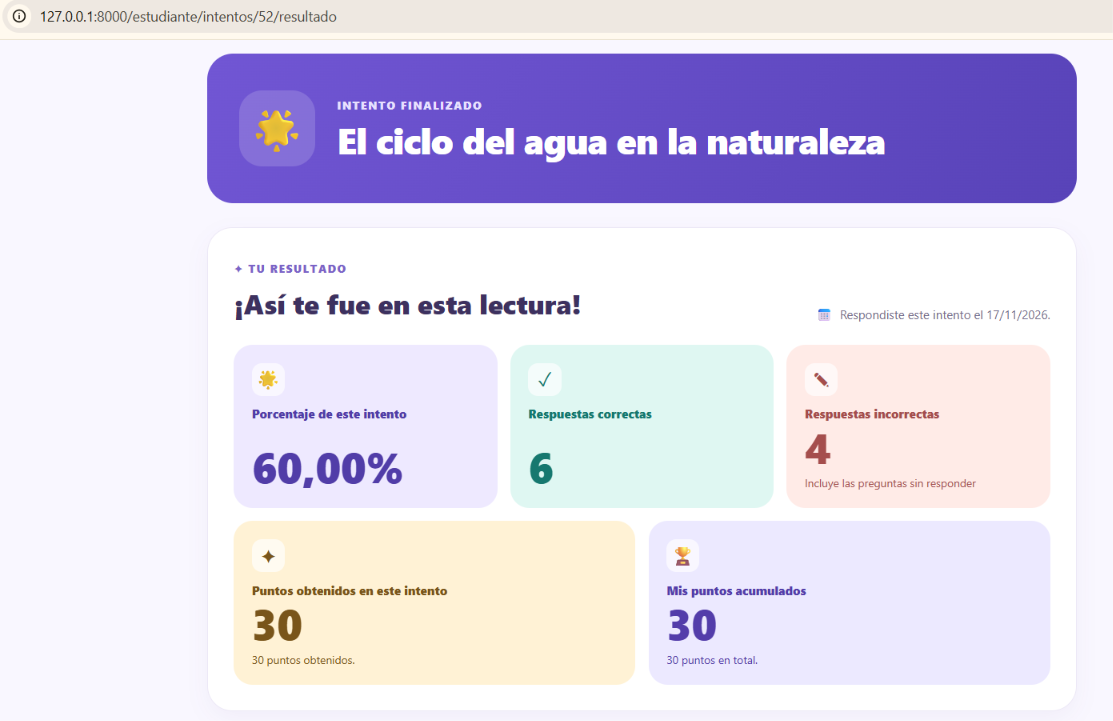 127.0.0.1:8000/estudiante/intentos/52/resultado
INTENTO FINALIZADO
El ciclo del agua en la naturaleza
TU RESULTADO
¡Así te fue en esta lectura!
Respondiste este intento el 17/11/2026.
Porcentaje de este intento
60,00%
Respuestas correctas
6
Respuestas incorrectas
4
Incluye las preguntas sin responder
Puntos obtenidos en este intento
30
30 puntos obtenidos.
Mis puntos acumulados
30
30 puntos en total.